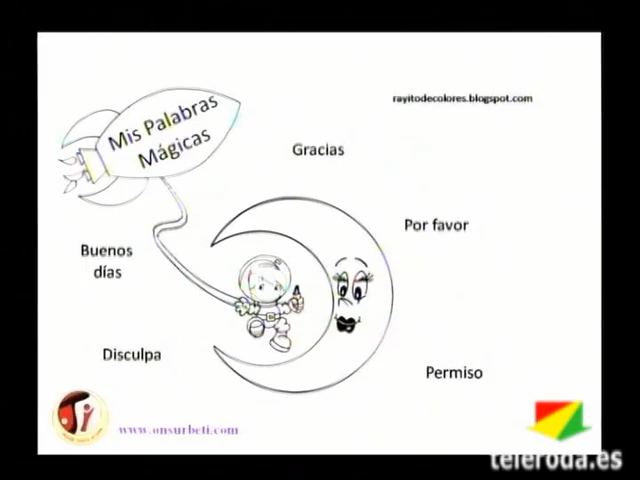 rayitodecolores.blogspot.com
Mis Palabras
Mágicas
Gracias
Por favor
Buenos
días
Disculpa
Permiso
www.onsurbeti.com
teleroda.es